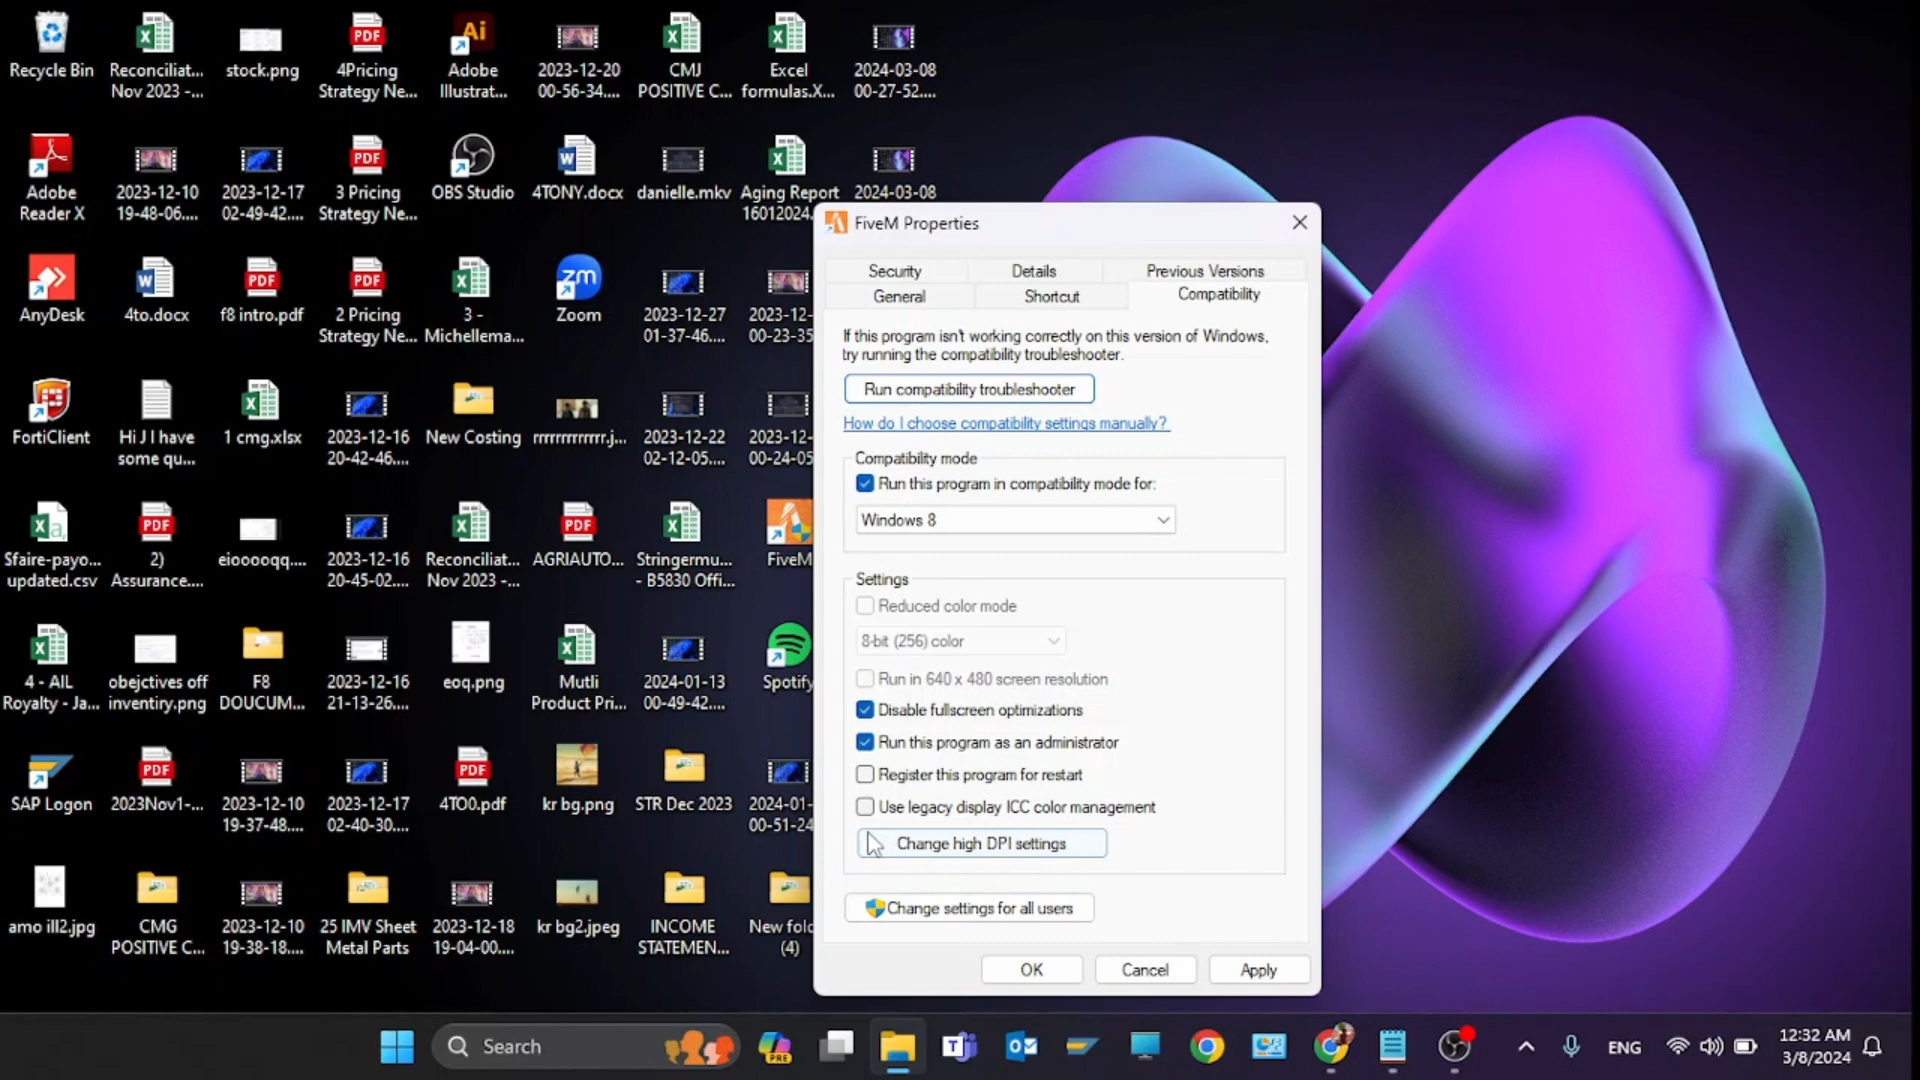 Recycle Bin
Reconciliat...
Nov 2023 -...
stock.png
4Pricing
Strategy Ne...
Adobe
Illustrat...
2023-12-20
00-56-34....
CMJ
POSITIVE C...
Excel
formulas.X...
2024-03-08
00-27-52....
Adobe
Reader X
2023-12-10
19-48-06....
2023-12-17
02-49-42....
3 Pricing
Strategy Ne...
OBS Studio
4TONY.docx
danielle.mkv
Aging Report
16012024.
2024-03-08
AnyDesk
4to.docx
f8 intro.pdf
2 Pricing
Strategy Ne...
3 -
Michellema...
Zoom
2023-12-27
01-37-46....
2023-12-
00-23-35
FortiClient
Hi J I have
some qu...
1 cmg.xlsx
2023-12-16
20-42-46....
New Costing
rrrrrrrrrrrrr.j...
2023-12-22
02-12-05....
2023-12-
00-24-05
$faire-payo...
updated.csv
2)
Assurance....
eiooooqq....
2023-12-16
20-45-02....
Reconciliat...
Nov 2023 -...
AGRIAUTO...
Stringermu...
- B5830 Offi...
FiveM
4 - AIL
Royalty - Ja...
obejctives off
inventiry.png
F8
DOUCUM...
2023-12-16
21-13-26....
eoq.png
Mutli
Product Pri...
2024-01-13
00-49-42....
Spotify
SAP Logon
2023Nov1-...
2023-12-10
19-37-48....
2023-12-17
02-40-30....
4TO0.pdf
kr bg.png
STR Dec 2023
2024-01-
00-51-24
amo ill2.jpg
CMG
POSITIVE C...
2023-12-10
19-38-18....
25 IMV Sheet
Metal Parts
2023-12-18
19-04-00....
kr bg2.jpeg
INCOME
STATEMEN...
New fold
(4)
FiveM Properties
Security
Details
Previous Versions
General
Shortcut
Compatibility
If this program isn't working correctly on this version of Windows,
try running the compatibility troubleshooter.
Run compatibility troubleshooter
How do I choose compatibility settings manually?
Compatibility mode
Run this program in compatibility mode for:
Windows 8
Settings
Reduced color mode
8-bit (256) color
Run in 640 x 480 screen resolution
Disable fullscreen optimizations
Run this program as an administrator
Register this program for restart
Use legacy display ICC color management
Change high DPI settings
Change settings for all users
OK
Cancel
Apply
Search
PRE
ENG
12:32 AM
3/8/2024